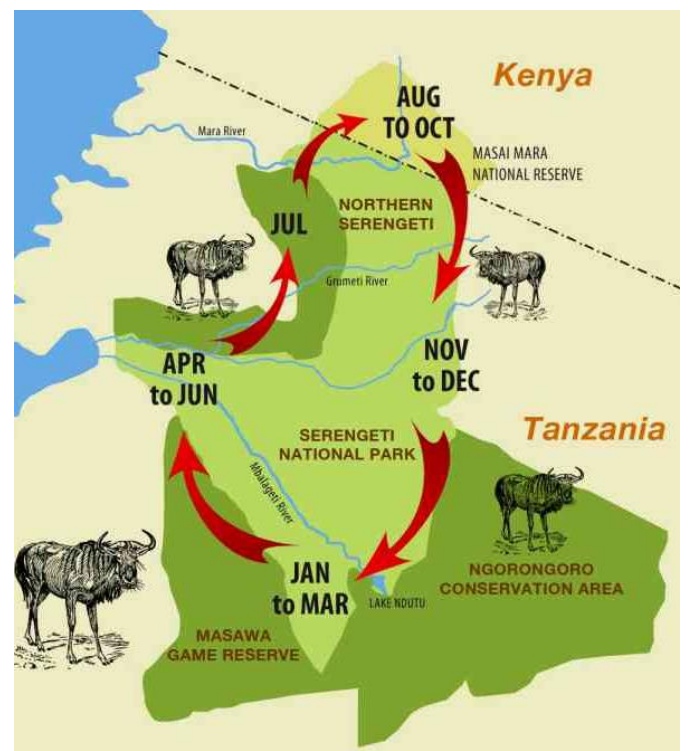 Kenya
AUG
TO OCT
Mara River
MASAI MARA
NATIONAL RESERVE
NORTHERN
SERENGETI
JUL
Grumeti River
APR
to JUN
NOV
to DEC
SERENGETI
NATIONAL PARK
Tanzania
Mbalageti River
NGORONGORO
CONSERVATION AREA
JAN
to MAR
LAKE NDUTU
MASAWA
GAME RESERVE